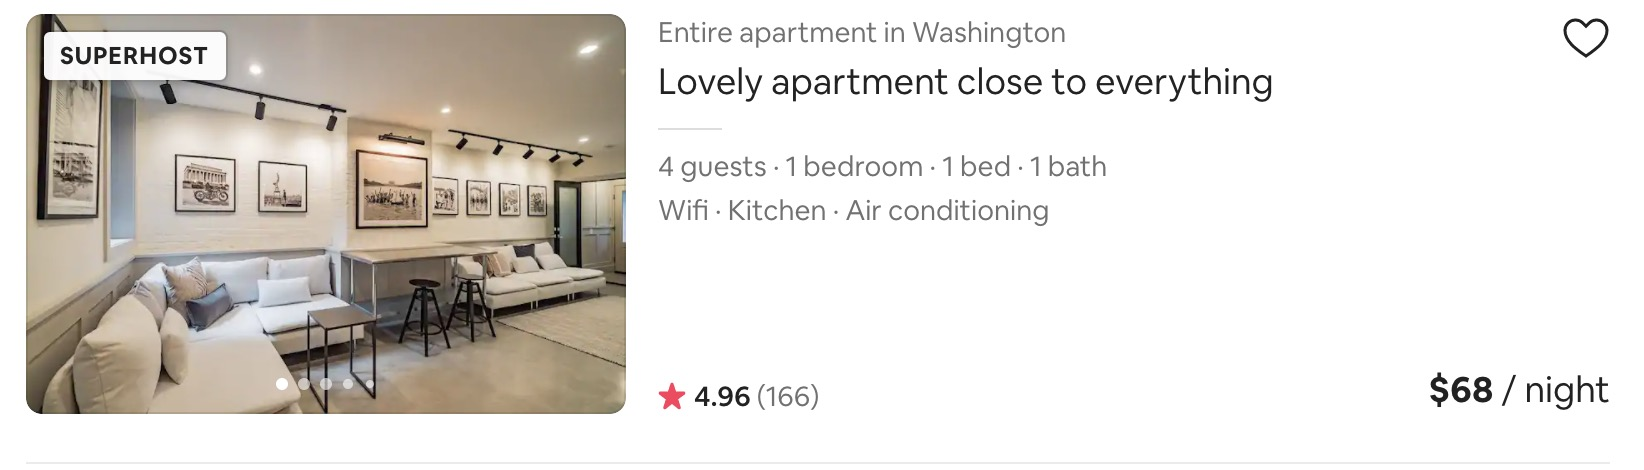 SUPERHOST
Entire apartment in Washington
Lovely apartment close to everything
4 guests · 1 bedroom · 1 bed · 1 bath
Wifi · Kitchen · Air conditioning
4.96 (166)
$68 / night